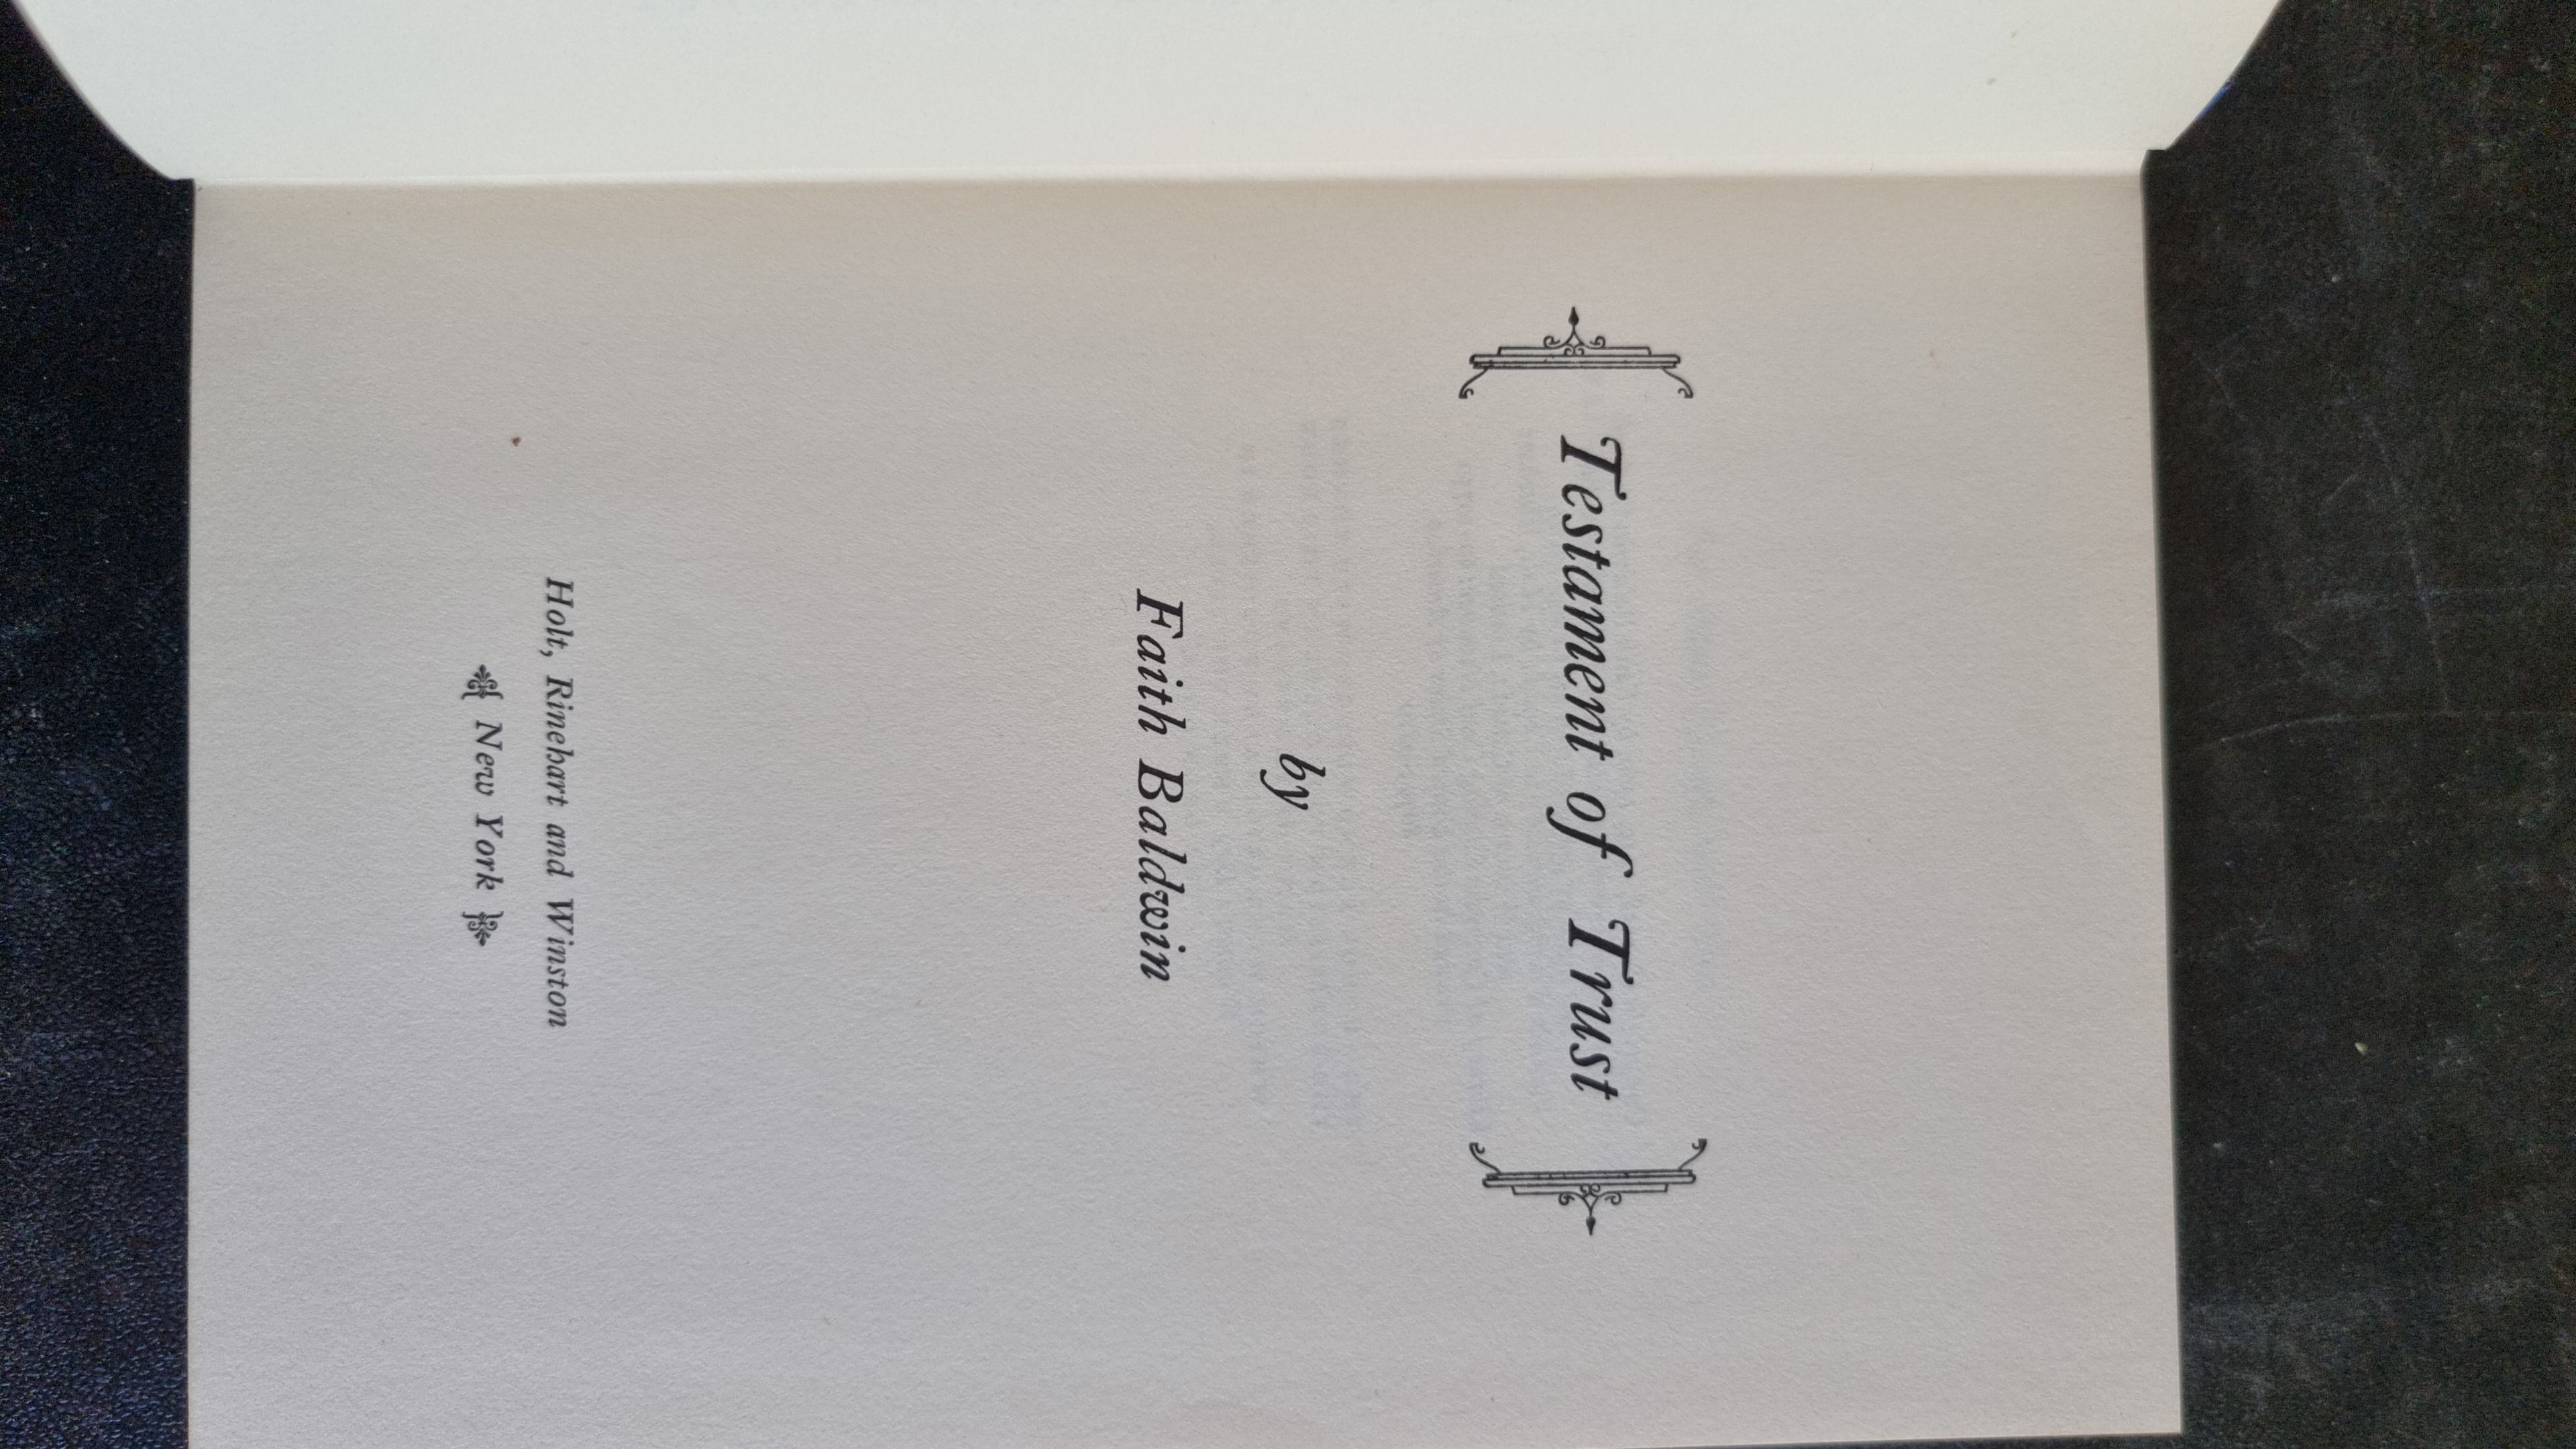 Testament of Trust
by
Faith Baldwin
Holt, Rinehart and Winston
New York